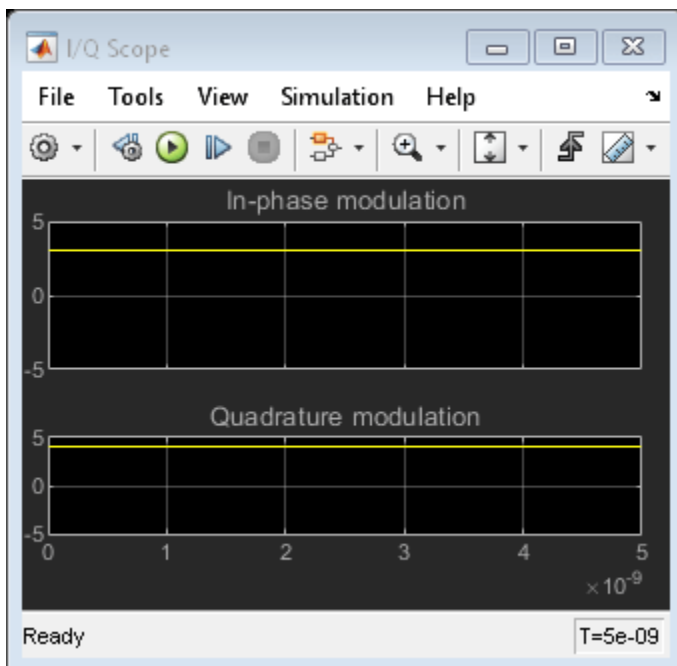 I/Q Scope
File Tools View Simulation Help
In-phase modulation
5
0
-5
Quadrature modulation
5
0
-5
0 1 2 3 4 5
×10⁻⁹
Ready T=5e-09